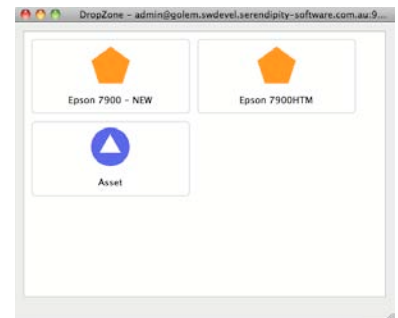 DropZone – admin@golem.swdevel.serendipity-software.com.au:9...
Epson 7900 – NEW
Epson 7900HTM
Asset